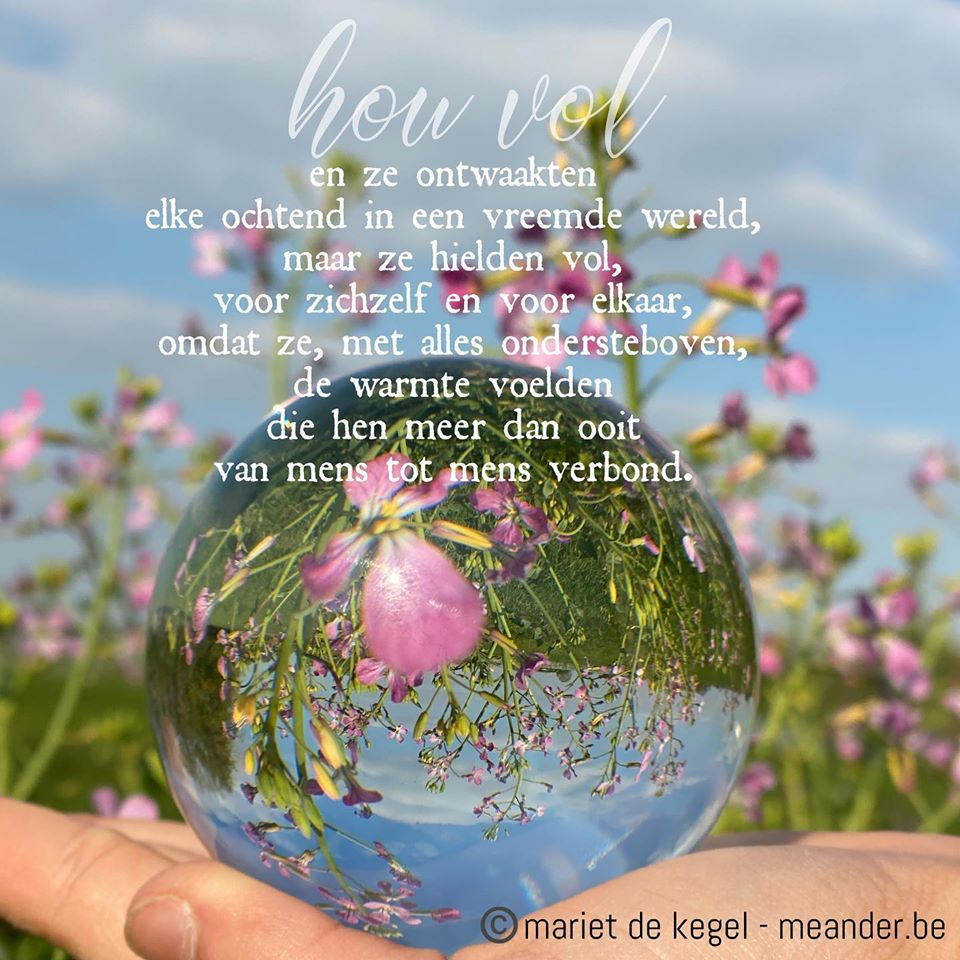 hou vol
en ze ontwaakten
elke ochtend in een vreemde wereld,
maar ze hielden vol,
voor zichzelf en voor elkaar,
omdat ze, met alles ondersteboven,
de warmte voelden
die hen meer dan ooit
van mens tot mens verbond.
© mariet de kegel - meander.be